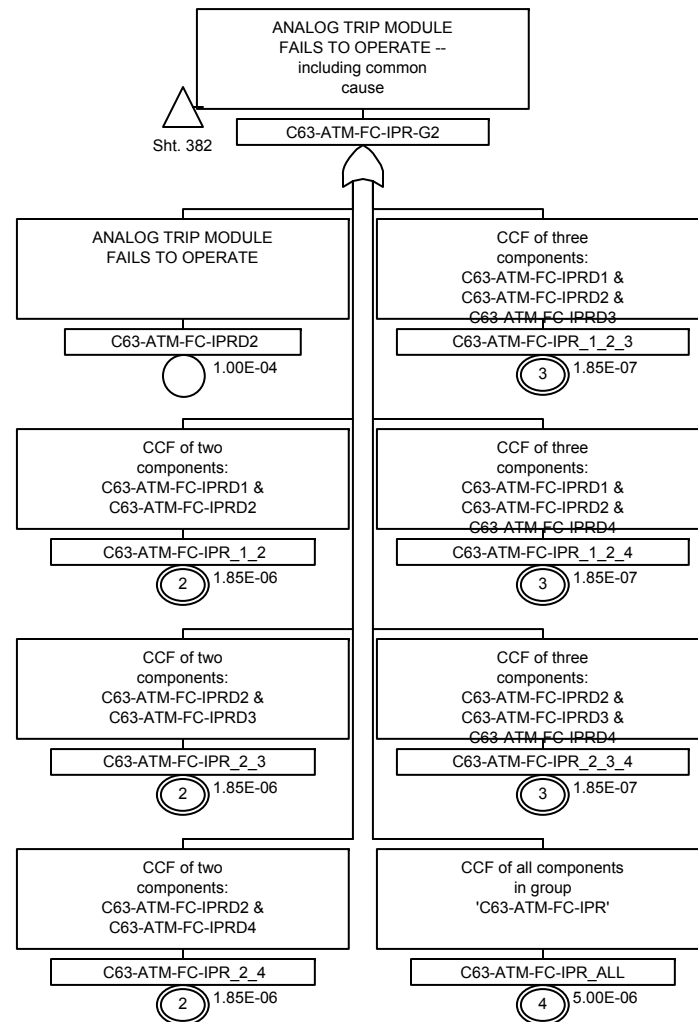 ANALOG TRIP MODULE
FAILS TO OPERATE --
including common
cause
Sht. 382
C63-ATM-FC-IPR-G2
ANALOG TRIP MODULE
FAILS TO OPERATE
C63-ATM-FC-IPRD2
1.00E-04
CCF of three
components:
C63-ATM-FC-IPRD1 &
C63-ATM-FC-IPRD2 &
C63-ATM-FC-IPRD3
C63-ATM-FC-IPR_1_2_3
3
1.85E-07
CCF of two
components:
C63-ATM-FC-IPRD1 &
C63-ATM-FC-IPRD2
C63-ATM-FC-IPR_1_2
2
1.85E-06
CCF of three
components:
C63-ATM-FC-IPRD1 &
C63-ATM-FC-IPRD2 &
C63-ATM-FC-IPRD4
C63-ATM-FC-IPR_1_2_4
3
1.85E-07
CCF of two
components:
C63-ATM-FC-IPRD2 &
C63-ATM-FC-IPRD3
C63-ATM-FC-IPR_2_3
2
1.85E-06
CCF of three
components:
C63-ATM-FC-IPRD2 &
C63-ATM-FC-IPRD3 &
C63-ATM-FC-IPRD4
C63-ATM-FC-IPR_2_3_4
3
1.85E-07
CCF of two
components:
C63-ATM-FC-IPRD2 &
C63-ATM-FC-IPRD4
C63-ATM-FC-IPR_2_4
2
1.85E-06
CCF of all components
in group
'C63-ATM-FC-IPR'
C63-ATM-FC-IPR_ALL
4
5.00E-06